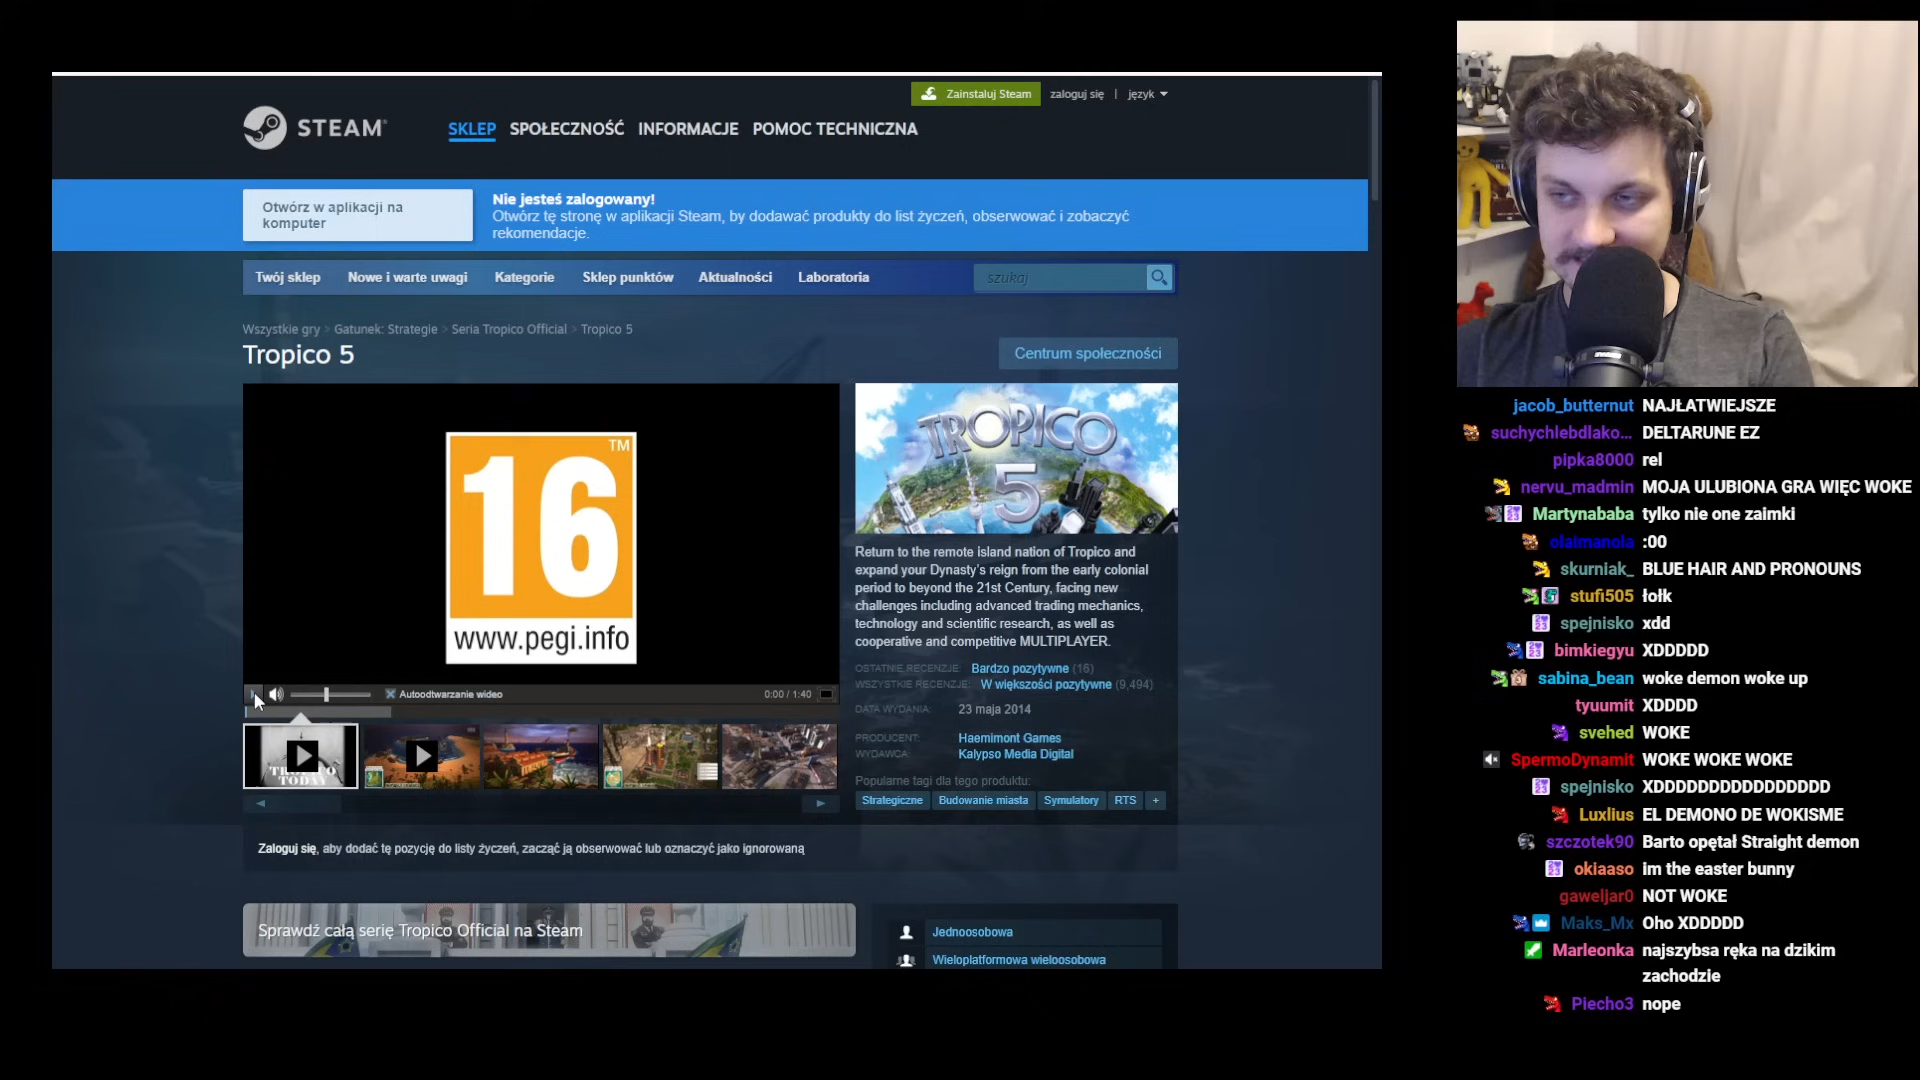 Zainstaluj Steam
zaloguj się | język
STEAM
SKLEP SPOŁECZNOŚĆ INFORMACJE POMOC TECHNICZNA
Otwórz w aplikacji na
komputer
Nie jesteś zalogowany!
Otwórz tę stronę w aplikacji Steam, by dodawać produkty do list życzeń, obserwować i zobaczyć
rekomendacje.
Twój sklep Nowe i warte uwagi Kategorie Sklep punktów Aktualności Laboratoria
szukaj
Wszystkie gry > Gatunek: Strategie > Seria Tropico Official > Tropico 5
Tropico 5
Centrum społeczności
TM
16
www.pegi.info
Autoodtwarzanie wideo
0:00 / 1:40
TROPICO
TODAY
TROPICO
5
Return to the remote island nation of Tropico and
expand your Dynasty's reign from the early colonial
period to beyond the 21st Century, facing new
challenges including advanced trading mechanics,
technology and scientific research, as well as
cooperative and competitive MULTIPLAYER.
OSTATNIE RECENZJE: Bardzo pozytywne (16)
WSZYSTKIE RECENZJE: W większości pozytywne (9,494)
DATA WYDANIA: 23 maja 2014
PRODUCENT: Haemimont Games
WYDAWCA: Kalypso Media Digital
Popularne tagi dla tego produktu:
Strategiczne Budowanie miasta Symulatory RTS +
Zaloguj się, aby dodać tę pozycję do listy życzeń, zacząć ją obserwować lub oznaczyć jako ignorowaną
Sprawdź całą serię Tropico Official na Steam
Jednoosobowa
Wieloplatformowa wieloosobowa
jacob_butternut NAJŁATWIEJSZE
suchychlebdlako... DELTARUNE EZ
pipka8000 rel
nervu_madmin MOJA ULUBIONA GRA WIĘC WOKE
Martynababa tylko nie one zaimki
olaimanola :00
skurniak_ BLUE HAIR AND PRONOUNS
stufi505 łołk
spejnisko xdd
bimkiegyu XDDDDD
sabina_bean woke demon woke up
tyuumit XDDDD
svehed WOKE
SpermoDynamit WOKE WOKE WOKE
spejnisko XDDDDDDDDDDDDDDDDD
Luxlius EL DEMONO DE WOKISME
szczotek90 Barto opętał Straight demon
okiaaso im the easter bunny
gaweljar0 NOT WOKE
Maks_Mx Oho XDDDDD
Marleonka najszybsa ręka na dzikim
zachodzie
Piecho3 nope